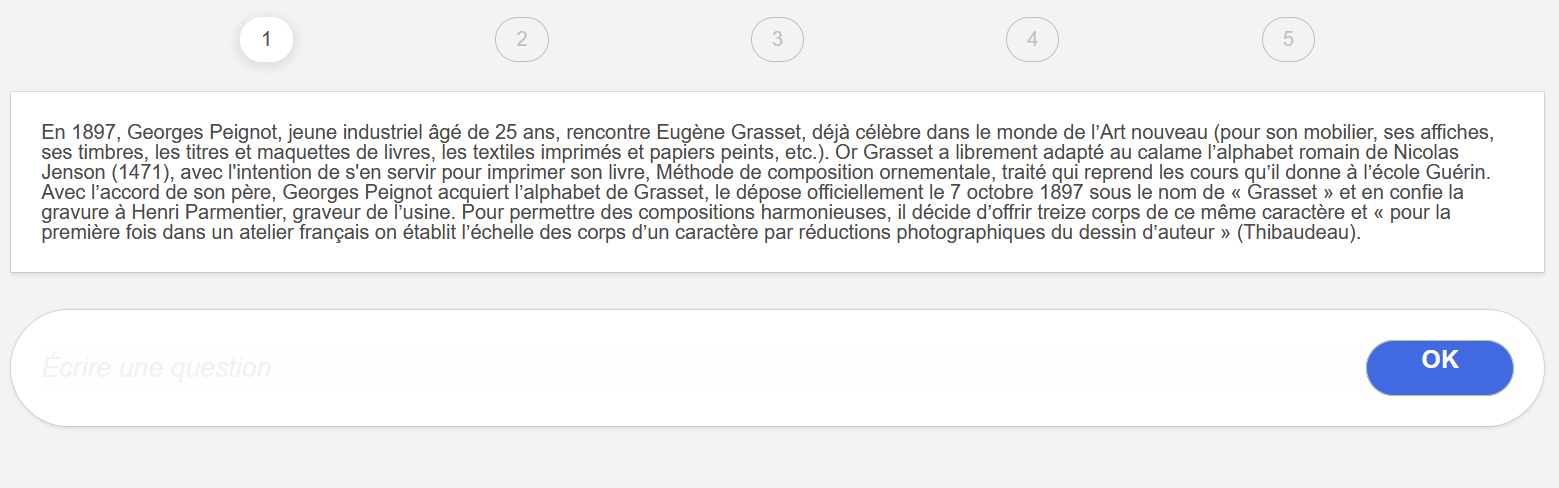 1 2 3 4 5
En 1897, Georges Peignot, jeune industriel âgé de 25 ans, rencontre Eugène Grasset, déjà célèbre dans le monde de l’Art nouveau (pour son mobilier, ses affiches,
ses timbres, les titres et maquettes de livres, les textiles imprimés et papiers peints, etc.). Or Grasset a librement adapté au calame l’alphabet romain de Nicolas
Jenson (1471), avec l'intention de s'en servir pour imprimer son livre, Méthode de composition ornementale, traité qui reprend les cours qu’il donne à l’école Guérin.
Avec l’accord de son père, Georges Peignot acquiert l’alphabet de Grasset, le dépose officiellement le 7 octobre 1897 sous le nom de « Grasset » et en confie la
gravure à Henri Parmentier, graveur de l’usine. Pour permettre des compositions harmonieuses, il décide d’offrir treize corps de ce même caractère et « pour la
première fois dans un atelier français on établit l’échelle des corps d’un caractère par réductions photographiques du dessin d’auteur » (Thibaudeau).
Écrire une question OK